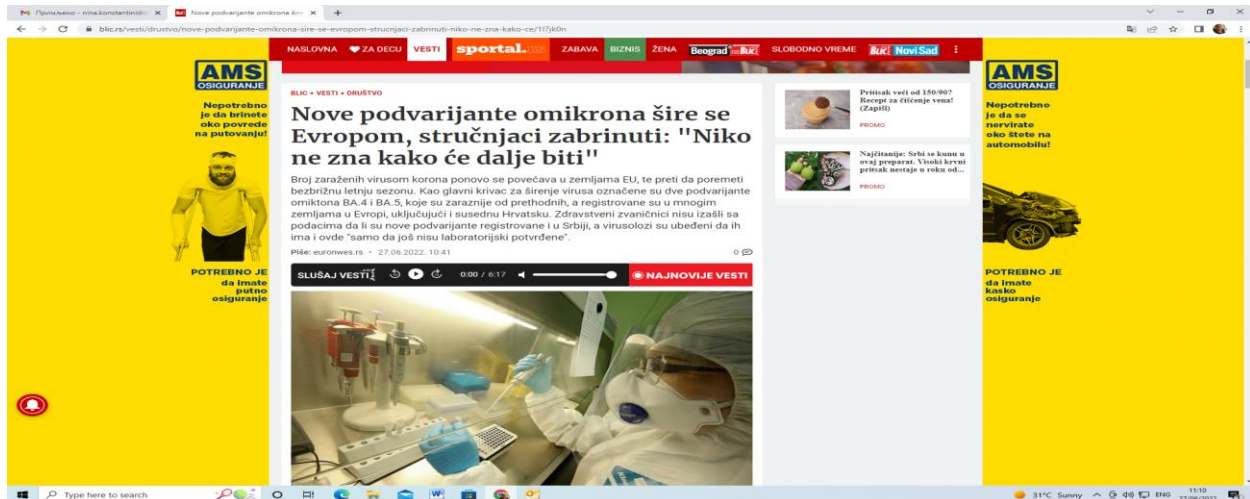 Примљено - nina.konstantinidis
Nove podvarijante omikrona šire
blic.rs/vesti/drustvo/nove-podvarijante-omikrona-sire-se-evropom-strucnjaci-zabrinuti-niko-ne-zna-kako-ce/1l7jk0n
NASLOVNA ZA DECU VESTI sportal. ZABAVA BIZNIS ŽENA Beograd SLOBODNO VREME BLIC Novi Sad
AMS
OSIGURANJE
Nepotrebno
je da brinete
oko povrede
na putovanju!
POTREBNO JE
da imate
putno
osiguranje
BLIC • VESTI • DRUŠTVO
Nove podvarijante omikrona šire se
Evropom, stručnjaci zabrinuti: "Niko
ne zna kako će dalje biti"
Broj zaraženih virusom korona ponovo se povećava u zemljama EU, te preti da poremeti
bezbrižnu letnju sezonu. Kao glavni krivac za širenje virusa označene su dve podvarijante
omiktona BA.4 i BA.5, koje su zaraznije od prethodnih, a registrovane su u mnogim
zemljama u Evropi, uključujući i susednu Hrvatsku. Zdravstveni zvaničnici nisu izašli sa
podacima da li su nove podvarijante registrovane i u Srbiji, a virusolozi su ubeđeni da ih
ima i ovde "samo da još nisu laboratorijski potvrđene".
Piše: euronwes.rs • 27.06.2022. 10:41 0
SLUŠAJ VESTI 0:00 / 6:17 NAJNOVIJE VESTI
Pritisak veći od 150/90?
Recept za čišćenje vena!
(Zapiši)
PROMO
Najčitanije: Srbi se kunu u
ovaj preparat. Visoki krvni
pritisak nestaje u roku od...
PROMO
AMS
OSIGURANJE
Nepotrebno
je da se
nervirate
oko štete na
automobilu!
POTREBNO JE
da imate
kasko
osiguranje
Type here to search
31°C Sunny ENG 11:10
27/06/2022